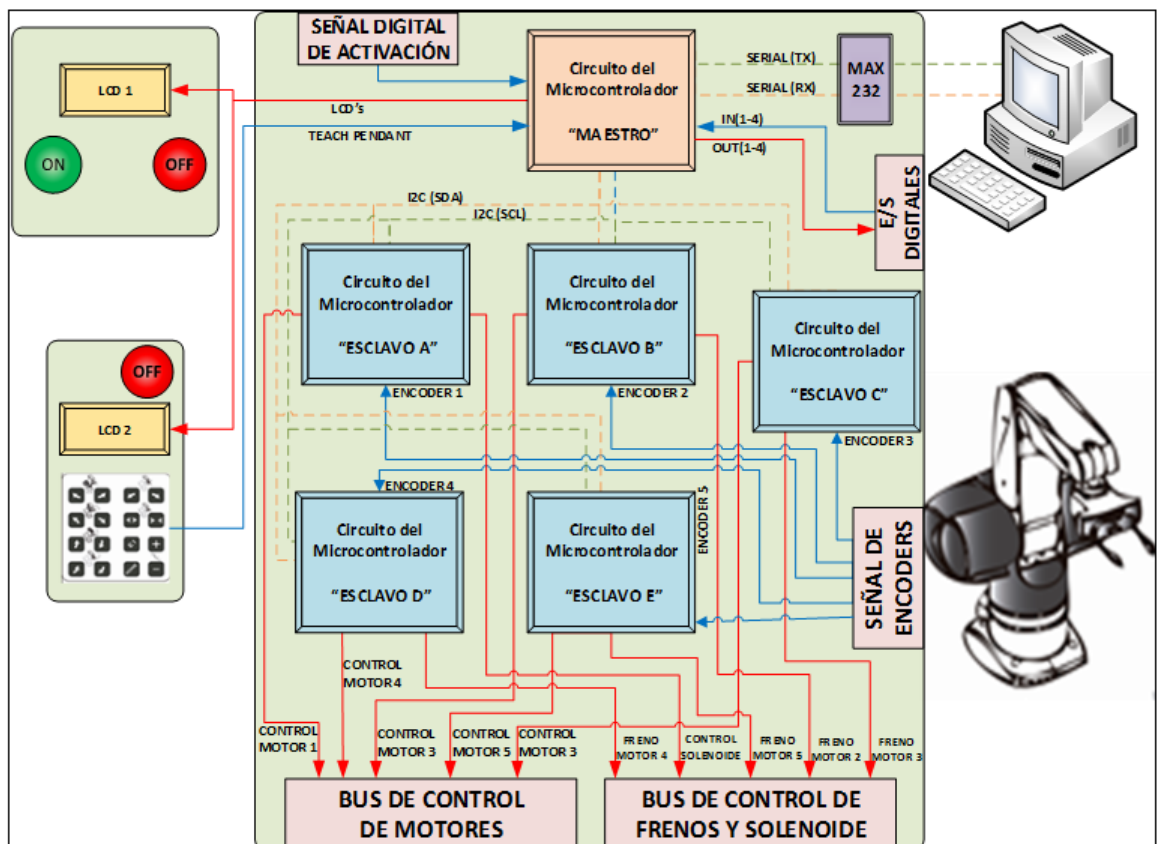 SEÑAL DIGITAL
DE ACTIVACIÓN
LCD 1
ON
OFF
LCD's
TEACH PENDANT
Circuito del
Microcontrolador
"MAESTRO"
SERIAL (TX)
SERIAL (RX)
MAX
232
IN(1-4)
OUT(1-4)
E/S
DIGITALES
I2C (SDA)
I2C (SCL)
Circuito del
Microcontrolador
"ESCLAVO A"
ENCODER 1
Circuito del
Microcontrolador
"ESCLAVO B"
ENCODER 2
Circuito del
Microcontrolador
"ESCLAVO C"
ENCODER 3
OFF
LCD 2
ENCODER 4
Circuito del
Microcontrolador
"ESCLAVO D"
Circuito del
Microcontrolador
"ESCLAVO E"
ENCODER 5
SEÑAL DE
ENCODERS
CONTROL
MOTOR 4
CONTROL
MOTOR 1
CONTROL
MOTOR 3
CONTROL
MOTOR 5
CONTROL
MOTOR 3
FRENO
MOTOR 4
CONTROL
SOLENOIDE
FRENO
MOTOR 5
FRENO
MOTOR 2
FRENO
MOTOR 3
BUS DE CONTROL
DE MOTORES
BUS DE CONTROL DE
FRENOS Y SOLENOIDE